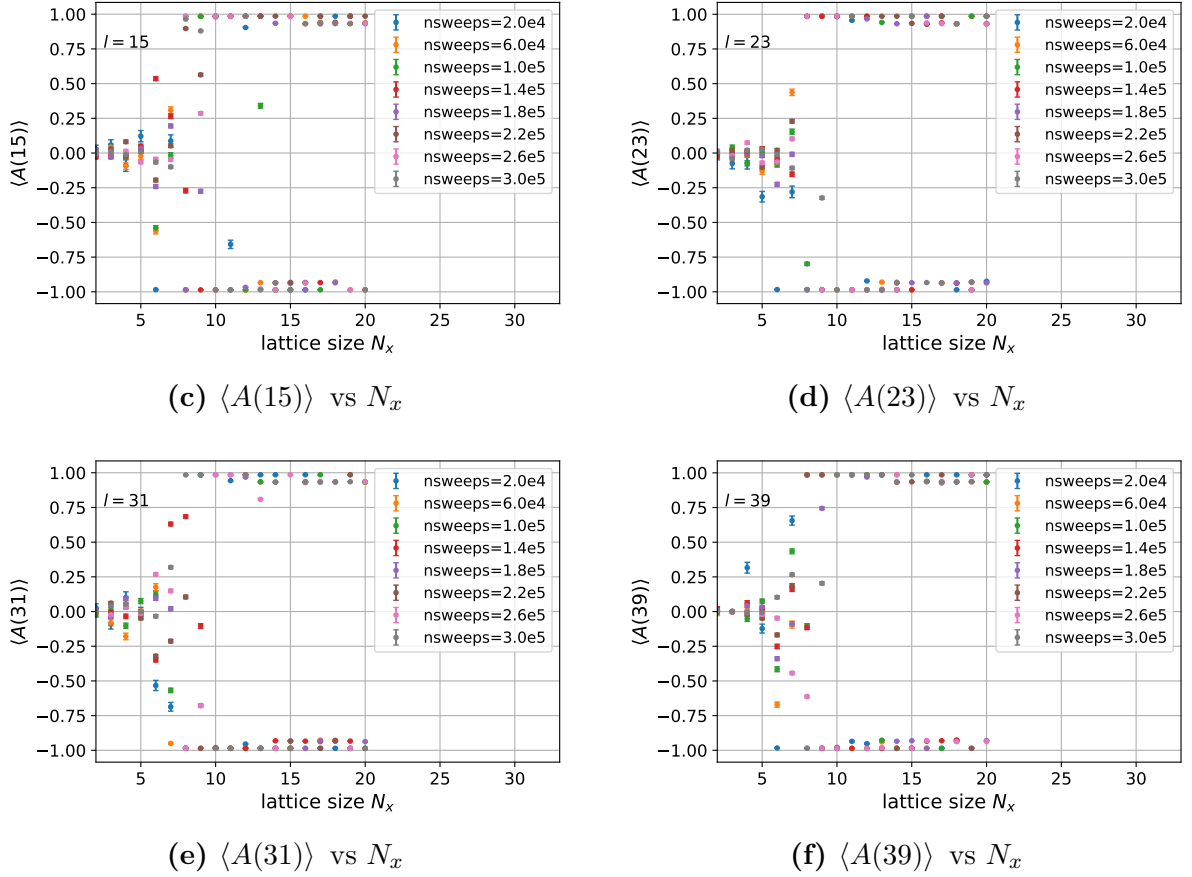 1.00
0.75
0.50
0.25
0.00
−0.25
−0.50
−0.75
−1.00
⟨A(15)⟩
l = 15
nsweeps=2.0e4
nsweeps=6.0e4
nsweeps=1.0e5
nsweeps=1.4e5
nsweeps=1.8e5
nsweeps=2.2e5
nsweeps=2.6e5
nsweeps=3.0e5
5 10 15 20 25 30
lattice size Nₓ
(c) ⟨A(15)⟩ vs Nₓ
1.00
0.75
0.50
0.25
0.00
−0.25
−0.50
−0.75
−1.00
⟨A(23)⟩
l = 23
nsweeps=2.0e4
nsweeps=6.0e4
nsweeps=1.0e5
nsweeps=1.4e5
nsweeps=1.8e5
nsweeps=2.2e5
nsweeps=2.6e5
nsweeps=3.0e5
5 10 15 20 25 30
lattice size Nₓ
(d) ⟨A(23)⟩ vs Nₓ
1.00
0.75
0.50
0.25
0.00
−0.25
−0.50
−0.75
−1.00
⟨A(31)⟩
l = 31
nsweeps=2.0e4
nsweeps=6.0e4
nsweeps=1.0e5
nsweeps=1.4e5
nsweeps=1.8e5
nsweeps=2.2e5
nsweeps=2.6e5
nsweeps=3.0e5
5 10 15 20 25 30
lattice size Nₓ
(e) ⟨A(31)⟩ vs Nₓ
1.00
0.75
0.50
0.25
0.00
−0.25
−0.50
−0.75
−1.00
⟨A(39)⟩
l = 39
nsweeps=2.0e4
nsweeps=6.0e4
nsweeps=1.0e5
nsweeps=1.4e5
nsweeps=1.8e5
nsweeps=2.2e5
nsweeps=2.6e5
nsweeps=3.0e5
5 10 15 20 25 30
lattice size Nₓ
(f) ⟨A(39)⟩ vs Nₓ